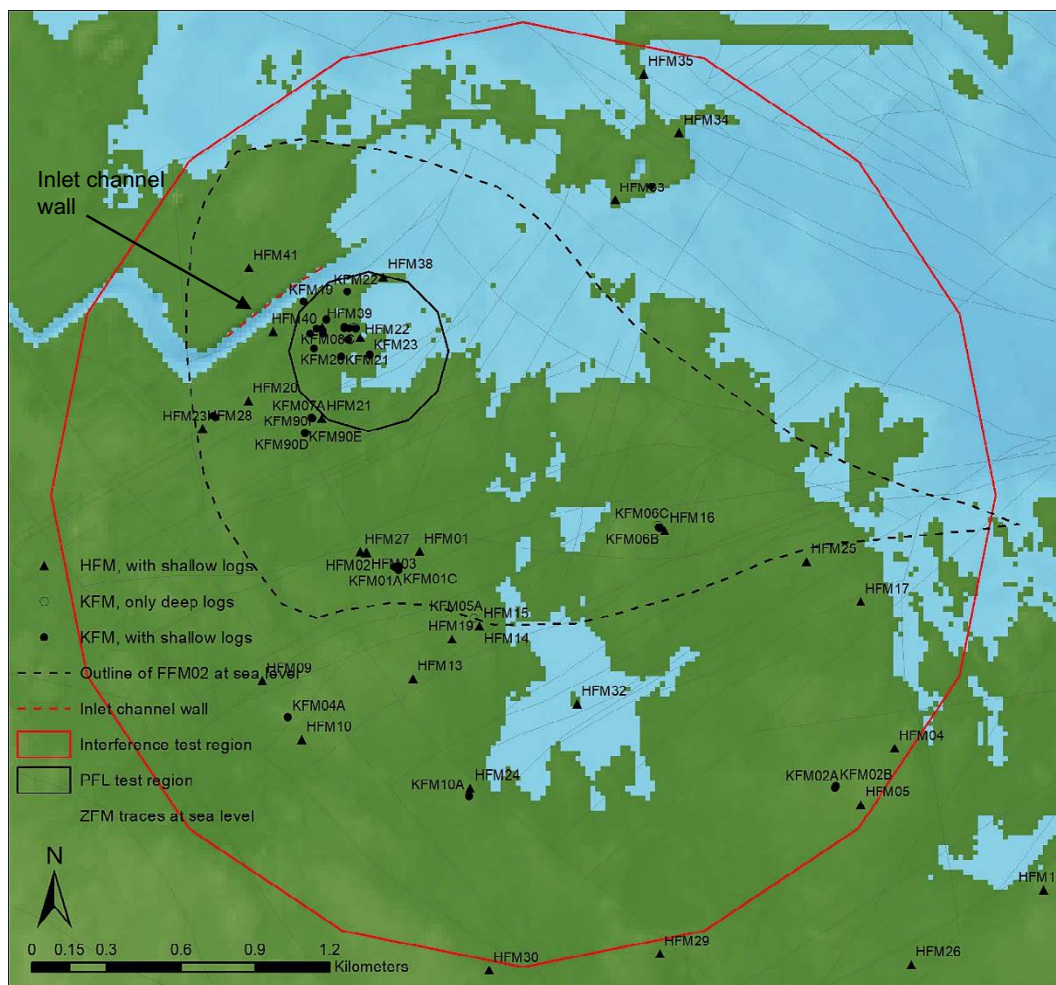 HFM35
HFM34
HFM33
Inlet channel
wall
HFM41
HFM38
KFM22
KFM19
HFM39
HFM40
HFM22
KFM08C
KFM23
KFM20
KFM21
HFM20
KFM07A
HFM21
HFM23
HFM28
KFM90F
KFM90E
KFM90D
KFM06C
HFM16
KFM06B
HFM27
HFM01
HFM25
HFM02
HFM03
KFM01A
KFM01C
HFM17
KFM05A
HFM15
HFM19
HFM14
HFM09
HFM13
HFM32
KFM04A
HFM10
HFM04
HFM24
KFM10A
KFM02A
KFM02B
HFM05
HFM1
HFM29
HFM30
HFM26
HFM, with shallow logs
KFM, only deep logs
KFM, with shallow logs
Outline of FFM02 at sea level
Inlet channel wall
Interference test region
PFL test region
ZFM traces at sea level
N
0 0.15 0.3 0.6 0.9 1.2
Kilometers